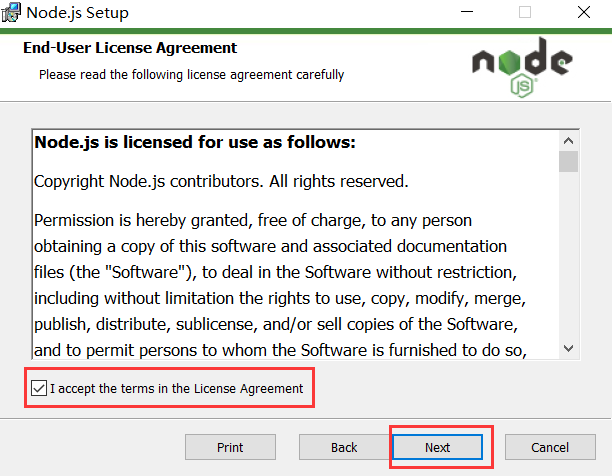 Node.js Setup
End-User License Agreement
Please read the following license agreement carefully
node
JS
Node.js is licensed for use as follows:
Copyright Node.js contributors. All rights reserved.
Permission is hereby granted, free of charge, to any person
obtaining a copy of this software and associated documentation
files (the "Software"), to deal in the Software without restriction,
including without limitation the rights to use, copy, modify, merge,
publish, distribute, sublicense, and/or sell copies of the Software,
and to permit persons to whom the Software is furnished to do so,
I accept the terms in the License Agreement
Print
Back
Next
Cancel